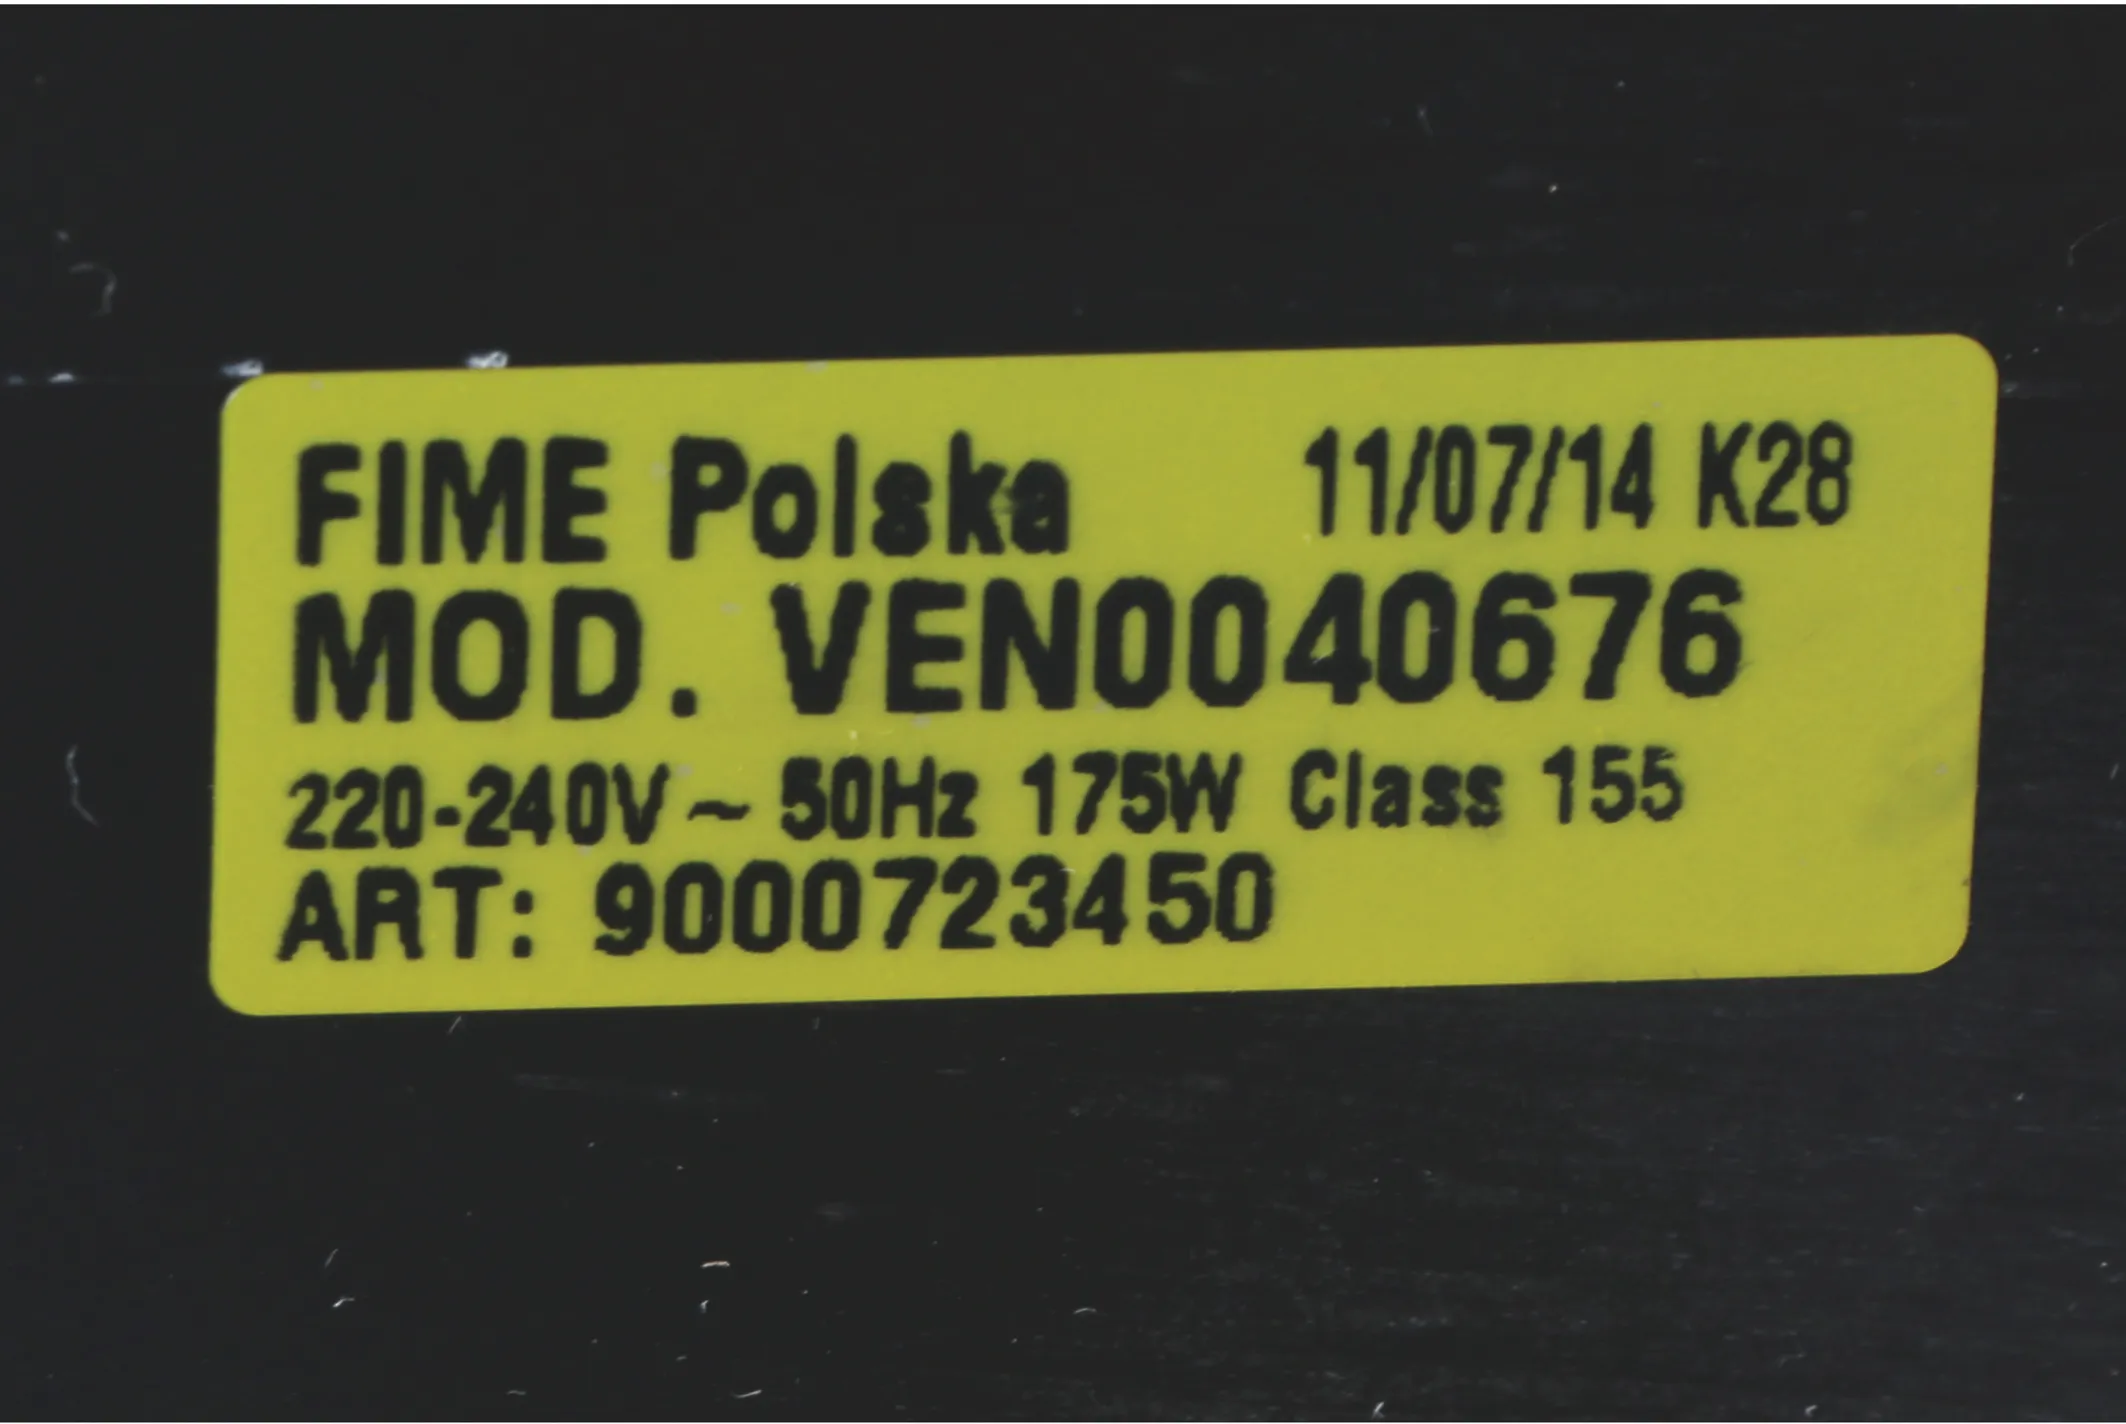 FIME Polska 11/07/14 K28
MOD. VEN0040676
220-240V~ 50Hz 175W Class 155
ART: 9000723450